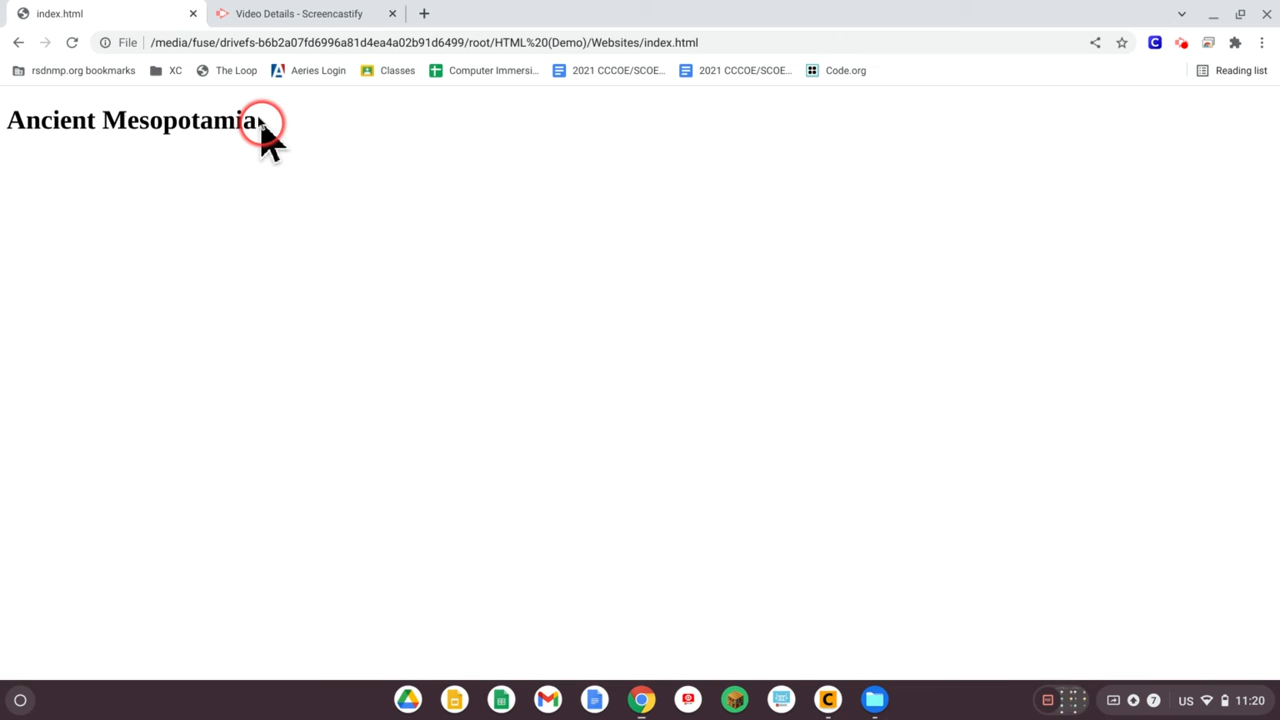 index.html
Video Details - Screencastify
File
/media/fuse/drivefs-b6b2a07fd6996a81d4ea4a02b91d6499/root/HTML%20(Demo)/Websites/index.html
C
rsdnmp.org bookmarks
XC
The Loop
Aeries Login
Classes
Computer Immersi...
2021 CCCOE/SCOE...
2021 CCCOE/SCOE...
Code.org
Reading list
Ancient Mesopotamia
C
7
US
11:20